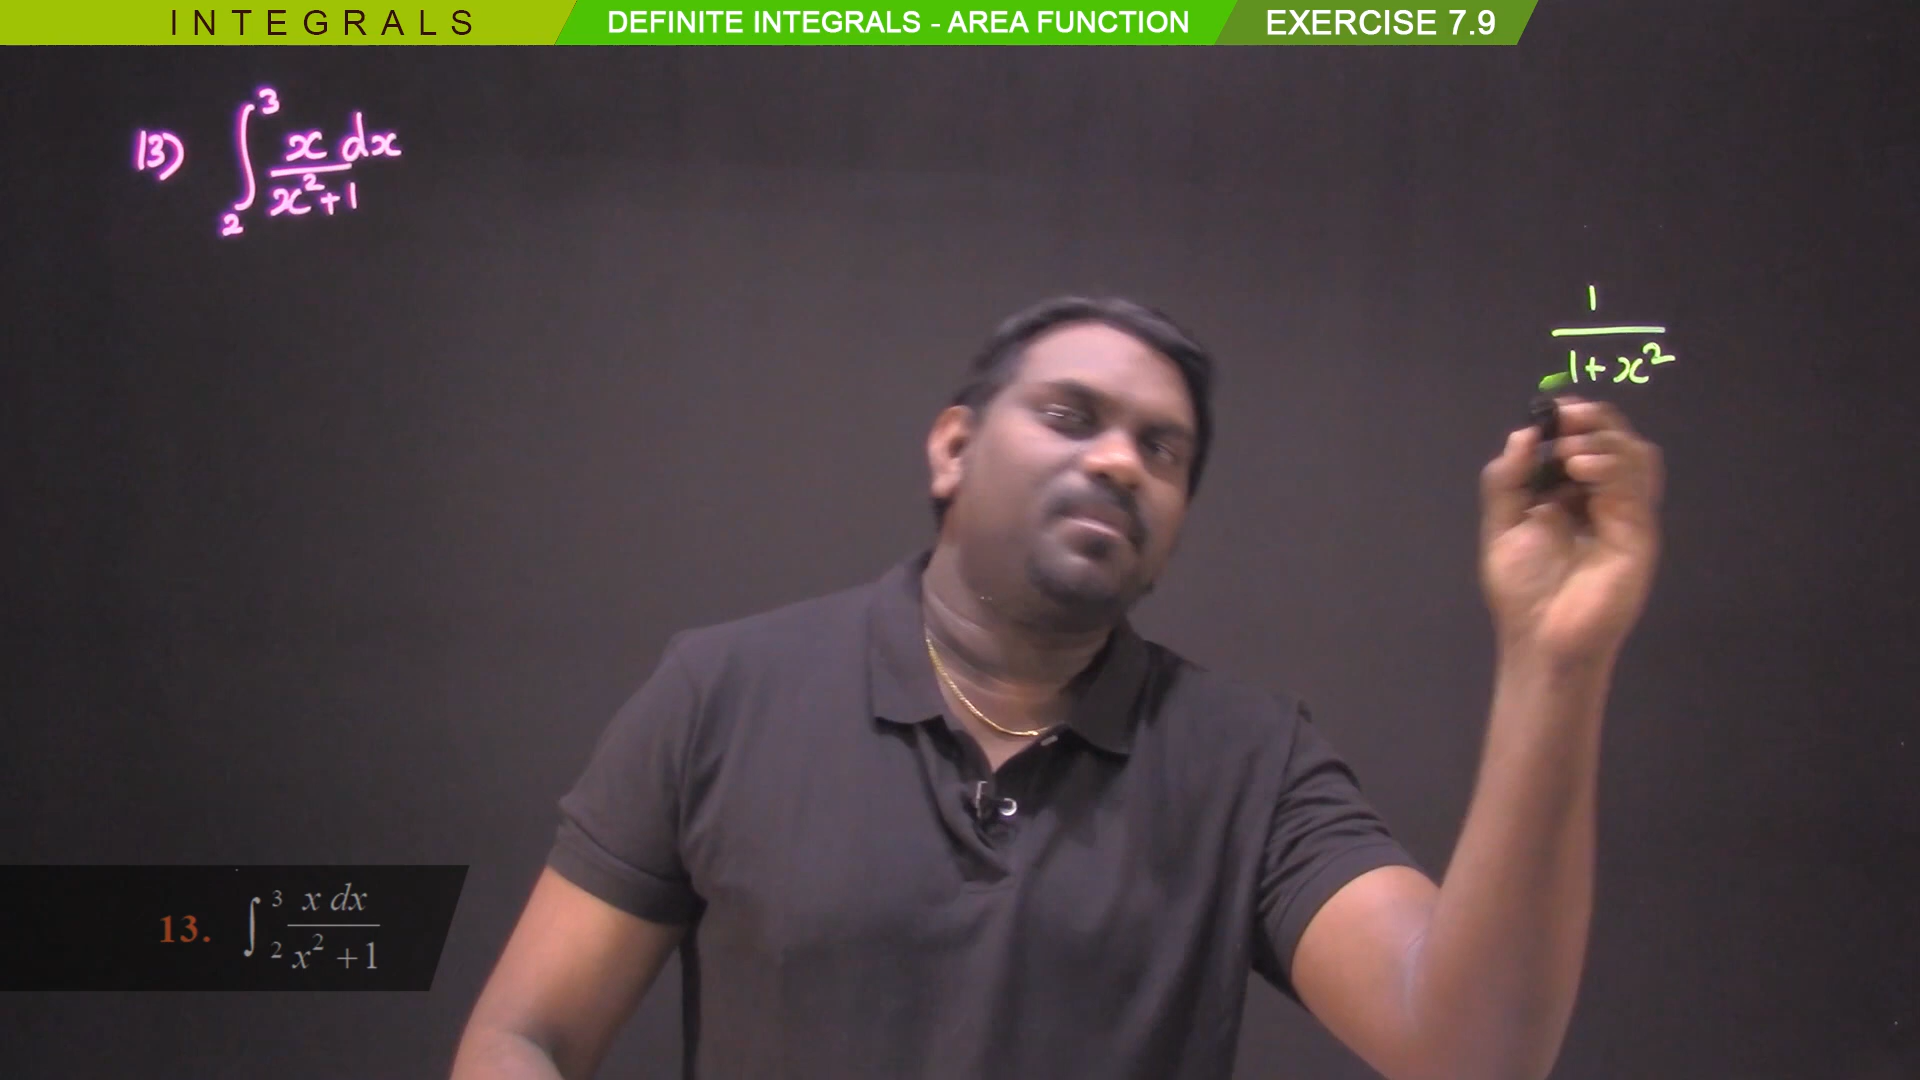 INTEGRALS DEFINITE INTEGRALS - AREA FUNCTION EXERCISE 7.9
13) ∫₂³ x dx / x²+1
1 / 1+x²
13. ∫₂³ x dx / x² + 1